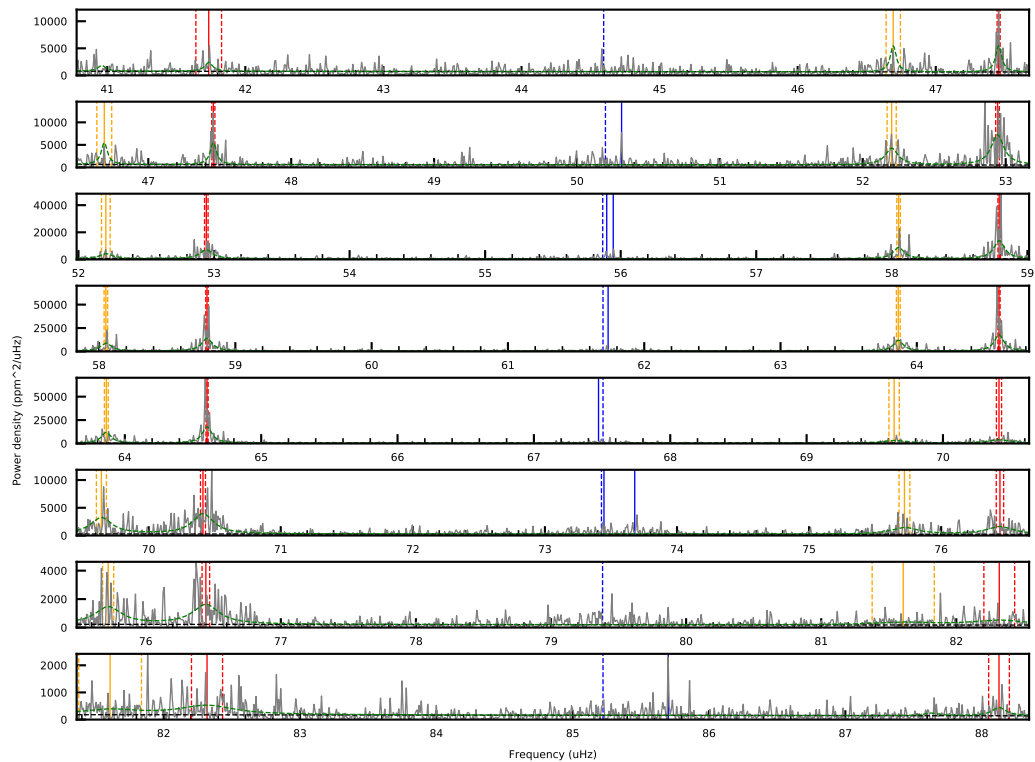 10000
5000
0
41 42 43 44 45 46 47
10000
5000
0
47 48 49 50 51 52 53
40000
20000
0
52 53 54 55 56 57 58 59
50000
25000
0
58 59 60 61 62 63 64
Power density (ppm^2/uHz)
50000
25000
0
64 65 66 67 68 69 70
10000
5000
0
70 71 72 73 74 75 76
4000
2000
0
76 77 78 79 80 81 82
2000
1000
0
82 83 84 85 86 87 88
Frequency (uHz)